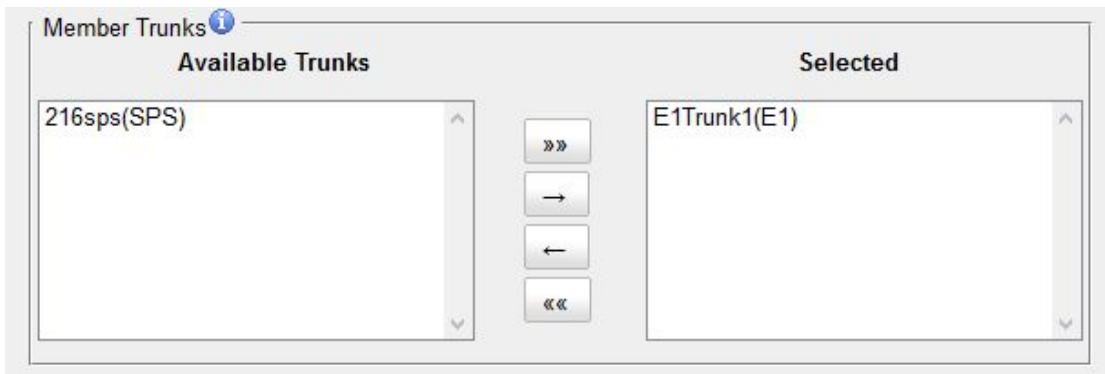 Member Trunks
Available Trunks
Selected
216sps(SPS)
E1Trunk1(E1)
»»
→
←
««